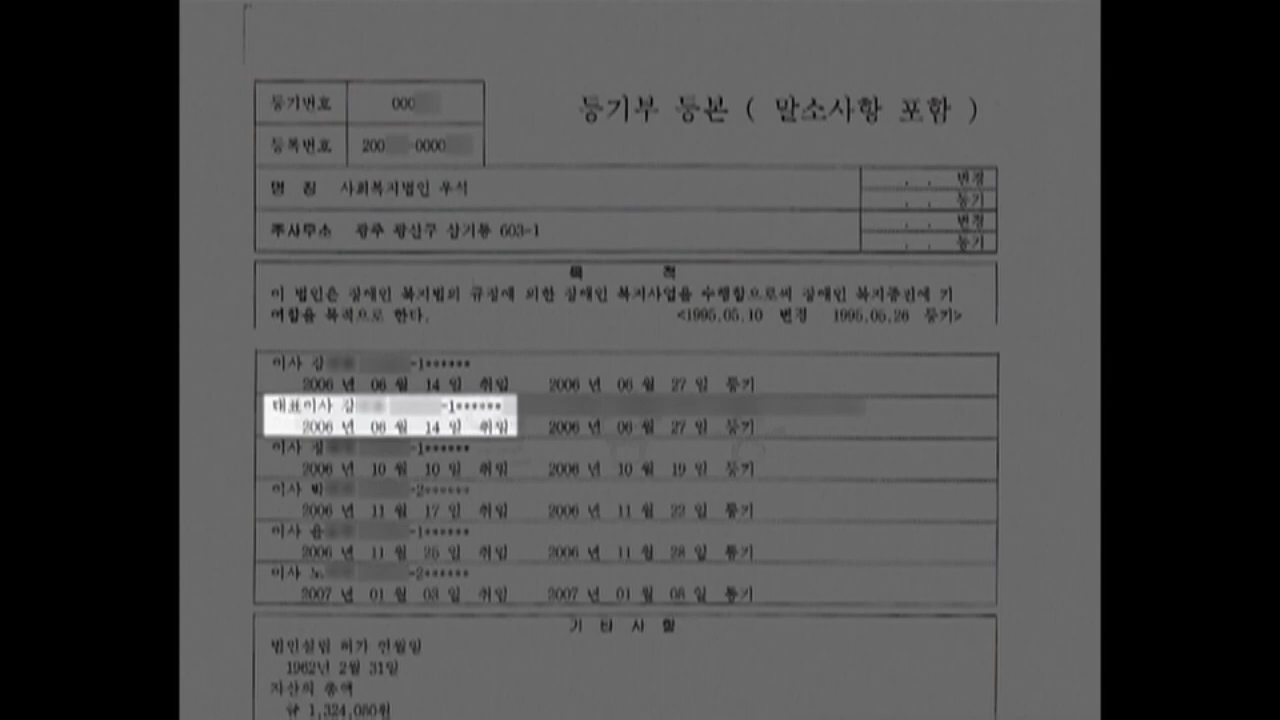 등기번호 000
등기부 등본 ( 말소사항 포함 )
등록번호 200 -0000
명 칭 사회복지법인 우석
. . 변경
. . 등기
주사무소 광주 광산구 삼거동 603-1
. . 변경
. . 등기
목 적
이 법인은 장애인 복지법의 규정에 의한 장애인 복지사업을 수행함으로써 장애인 복지증진에 기
여함을 목적으로 한다. <1995.05.10 변경 1995.05.26 등기>
이사 김 -1******
2006 년 06 월 14 일 취임 2006 년 06 월 27 일 등기
대표이사 김 -1******
2006 년 06 월 14 일 취임 2006 년 06 월 27 일 등기
이사 -1******
2006 년 10 월 10 일 취임 2006 년 10 월 19 일 등기
이사 박 -2******
2006 년 11 월 17 일 취임 2006 년 11 월 22 일 등기
이사 윤 -1******
2006 년 11 월 25 일 취임 2006 년 11 월 28 일 등기
이사 노 -2******
2007 년 01 월 03 일 취임 2007 년 01 월 08 일 등기
기 타 사 항
법인설립 허가 연월일
1962년 2월 31일
자산의 총액
금 1,324,080원